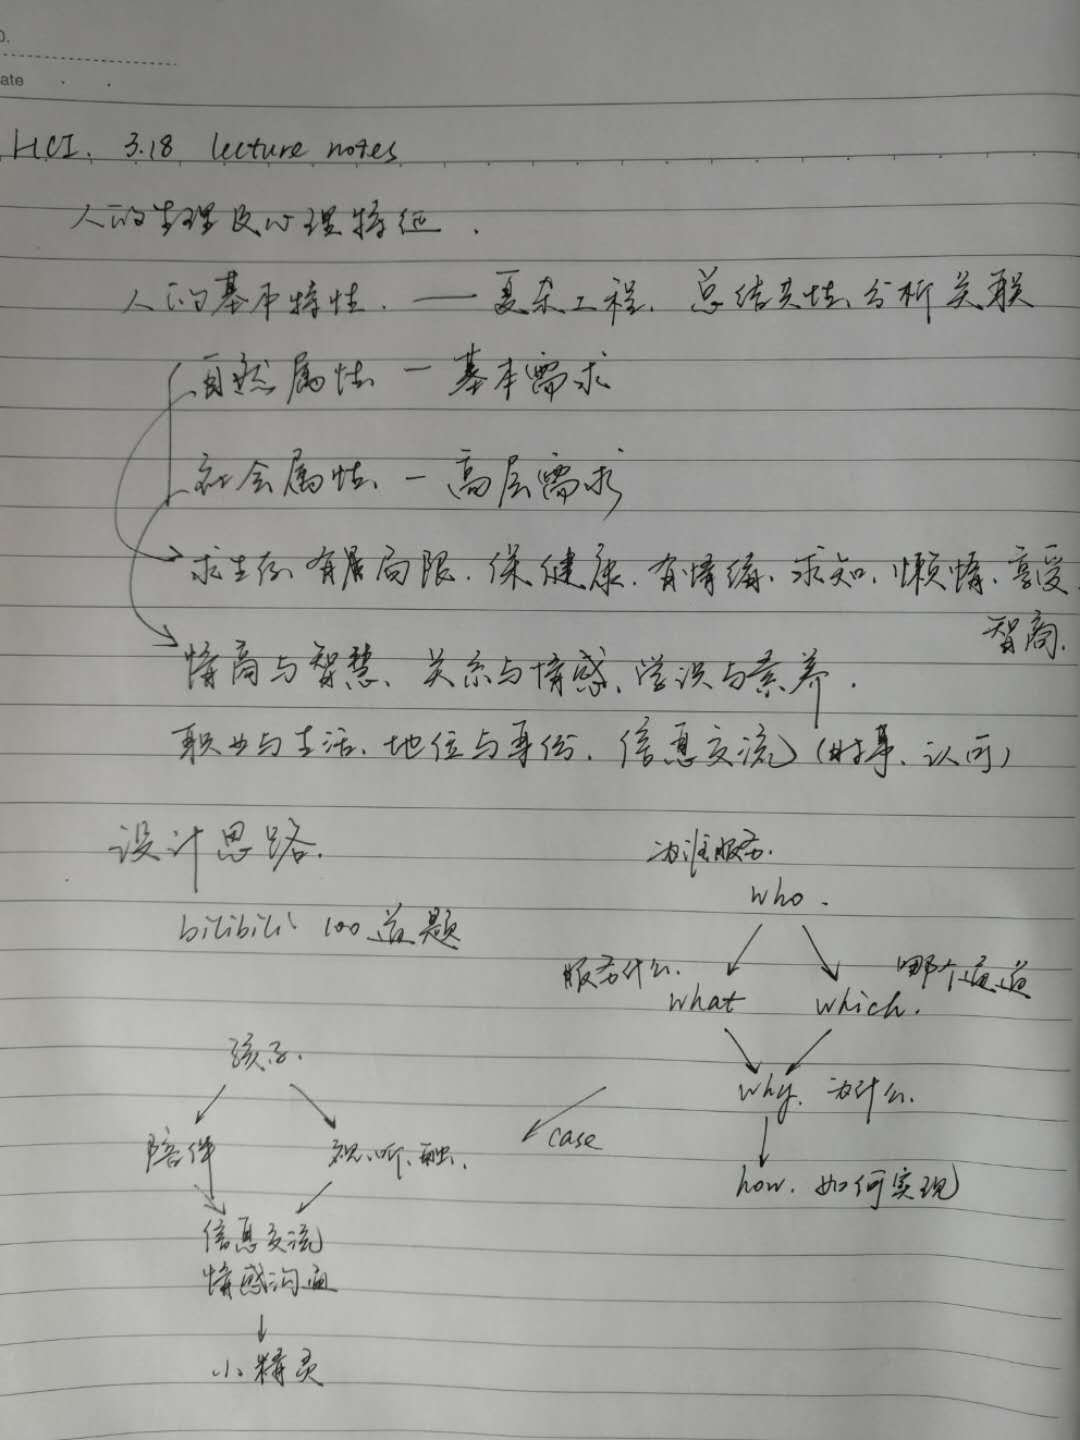 o.
ate
HCI. 3.18 lecture notes
人的生理及心理特征.
人的基本特性. —— 复杂工程. 总结共性、分析关联
自然属性 — 基本需求
社会属性 — 高层需求
求生存、有局限. 保健康. 有情绪、求知、懒惰、享受.
智商.
情商与智慧、关系与情感、学识与素养.
职业与生活、地位与身份. 信息交流 (时事、认可)
设计思路.
为谁服务.
who.
bilibili 100道题
服务什么. 哪个通道
what which.
孩子.
why. 为什么.
case
陪伴 视、听、触.
how. 如何实现
信息交流
情感沟通
小精灵